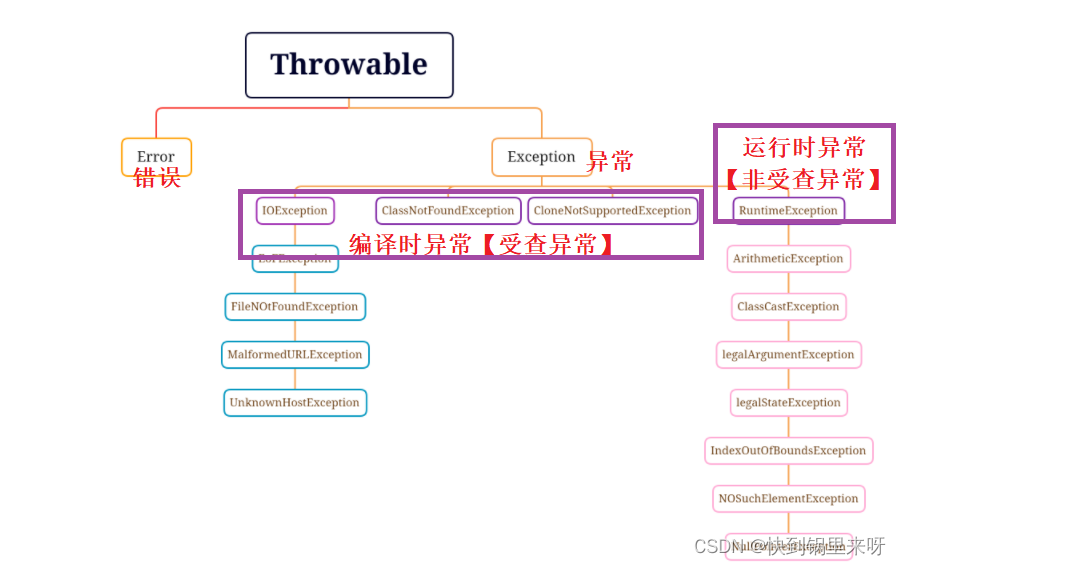 Throwable
Error
错误
Exception
异常
运行时异常
【非受查异常】
IOException
ClassNotFoundException
CloneNotSupportedException
RuntimeException
编译时异常【受查异常】
EoFException
ArithmeticException
FileNOtFoundException
ClassCastException
MalformedURLException
legalArgumentException
UnknownHostException
legalStateException
IndexOutOfBoundsException
NOSuchElementException
CSDN @快到锅里来呀